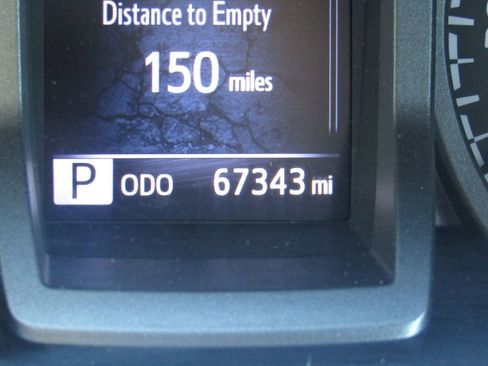 Distance to Empty
150 miles
P ODO 67343 mi